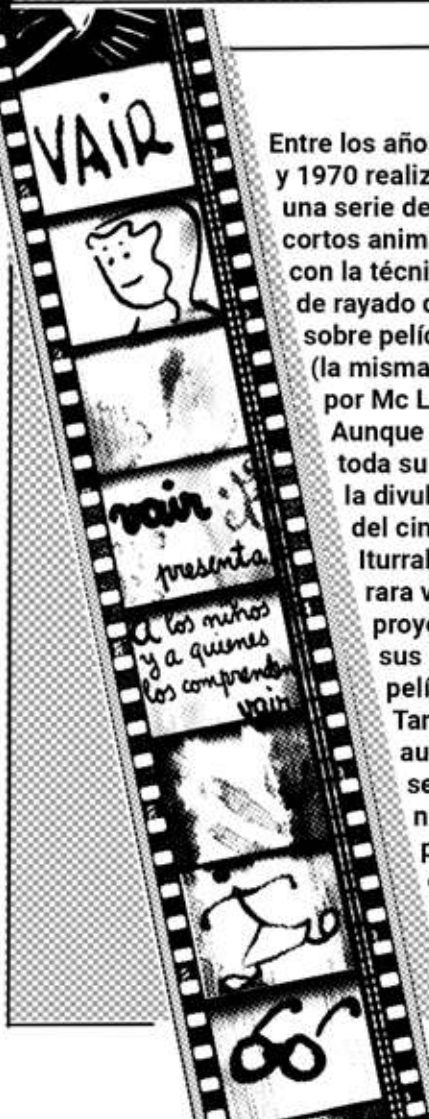 VAIR
Entre los año
y 1970 realiz
una serie de
cortos anim
con la técni
de rayado d
sobre pelíc
(la misma
por Mc L
Aunque
toda su
la divul
del cin
Iturral
rara v
proye
sus
pelí
Tar
au
se
n
p
vair
presenta
A los niños
y a quienes
los comprenden
vair